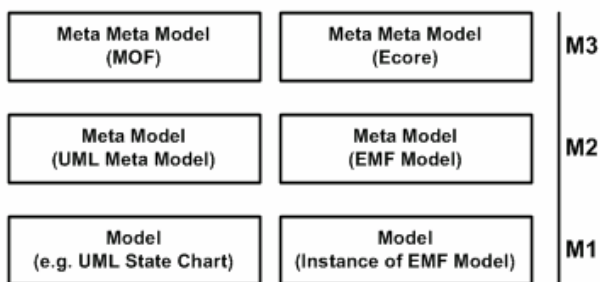 Meta Meta Model
(MOF)
Meta Meta Model
(Ecore)
M3
Meta Model
(UML Meta Model)
Meta Model
(EMF Model)
M2
Model
(e.g. UML State Chart)
Model
(Instance of EMF Model)
M1